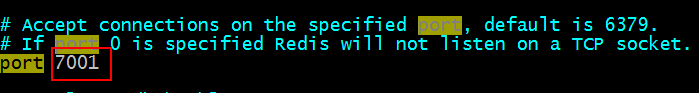 # Accept connections on the specified port, default is 6379.
# If port 0 is specified Redis will not listen on a TCP socket.
port 7001